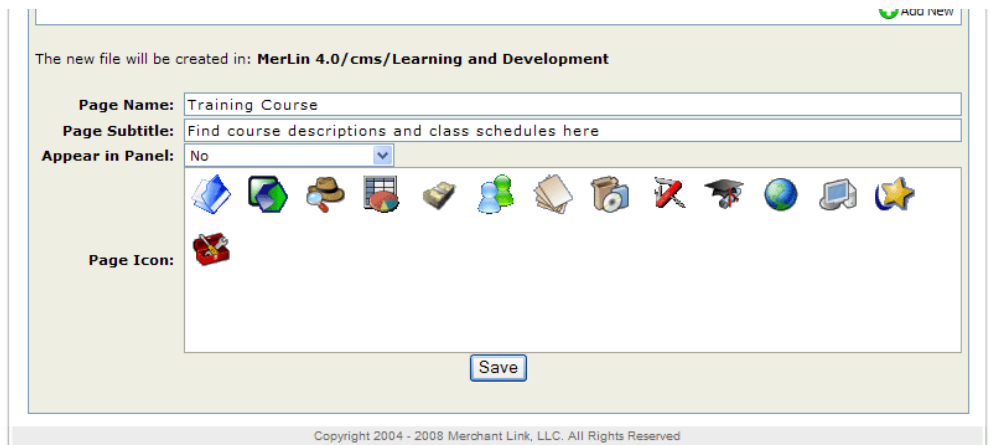 Add New
The new file will be created in: MerLin 4.0/cms/Learning and Development
Page Name: Training Course
Page Subtitle: Find course descriptions and class schedules here
Appear in Panel: No
Page Icon:
Save
Copyright 2004 - 2008 Merchant Link, LLC. All Rights Reserved